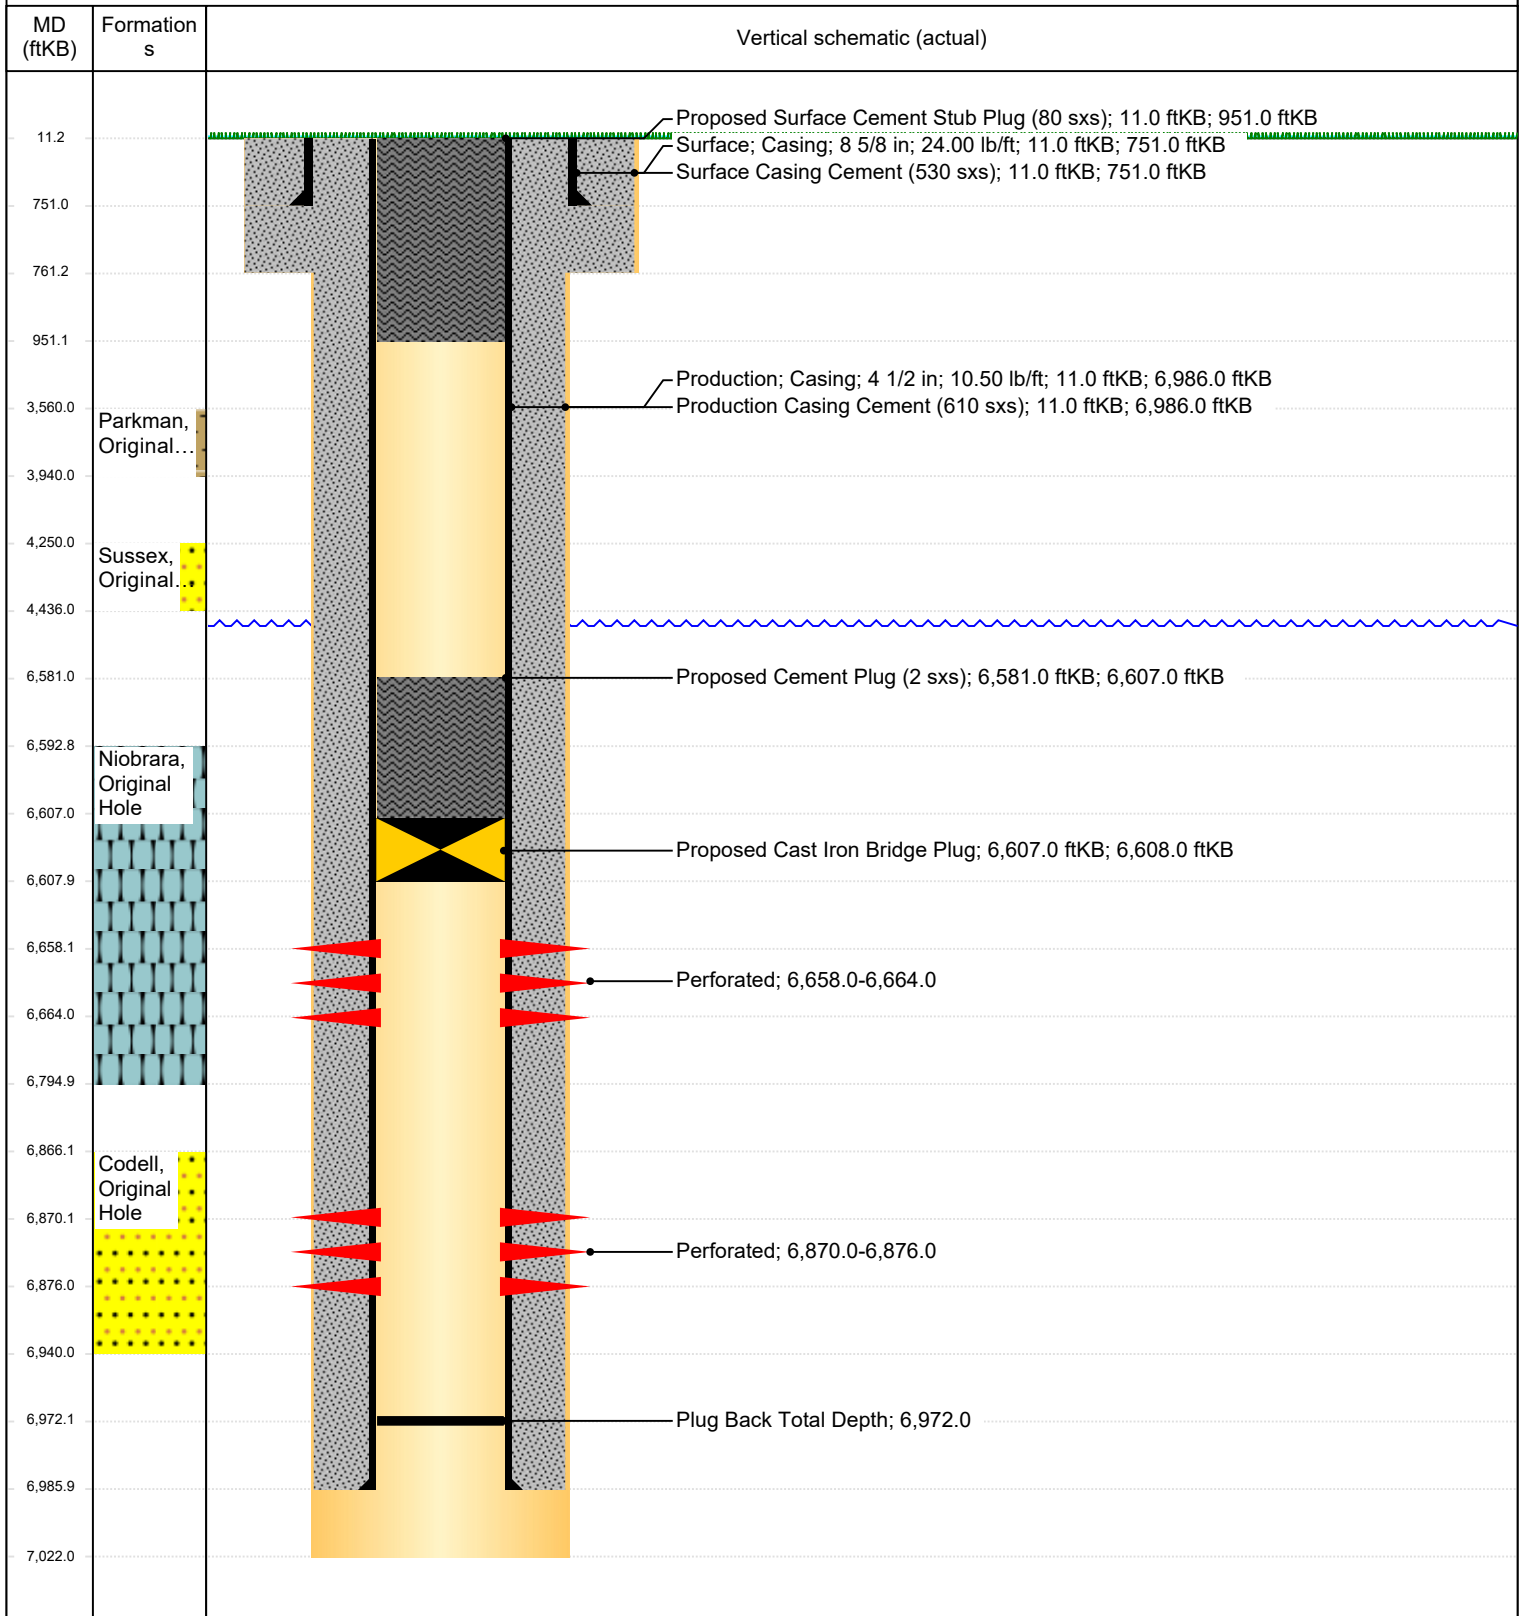 MD
(ftKB)
Formation
s
Vertical schematic (actual)
11.2
Proposed Surface Cement Stub Plug (80 sxs); 11.0 ftKB; 951.0 ftKB
Surface; Casing; 8 5/8 in; 24.00 lb/ft; 11.0 ftKB; 751.0 ftKB
Surface Casing Cement (530 sxs); 11.0 ftKB; 751.0 ftKB
751.0
761.2
951.1
Production; Casing; 4 1/2 in; 10.50 lb/ft; 11.0 ftKB; 6,986.0 ftKB
3,560.0
Production Casing Cement (610 sxs); 11.0 ftKB; 6,986.0 ftKB
Parkman,
Original...
3,940.0
4,250.0
Sussex,
Original...
4,436.0
6,581.0
Proposed Cement Plug (2 sxs); 6,581.0 ftKB; 6,607.0 ftKB
6,592.8
Niobrara,
Original
Hole
6,607.0
Proposed Cast Iron Bridge Plug; 6,607.0 ftKB; 6,608.0 ftKB
6,607.9
6,658.1
Perforated; 6,658.0-6,664.0
6,664.0
6,794.9
6,866.1
Codell,
Original
Hole
6,870.1
Perforated; 6,870.0-6,876.0
6,876.0
6,940.0
6,972.1
Plug Back Total Depth; 6,972.0
6,985.9
7,022.0